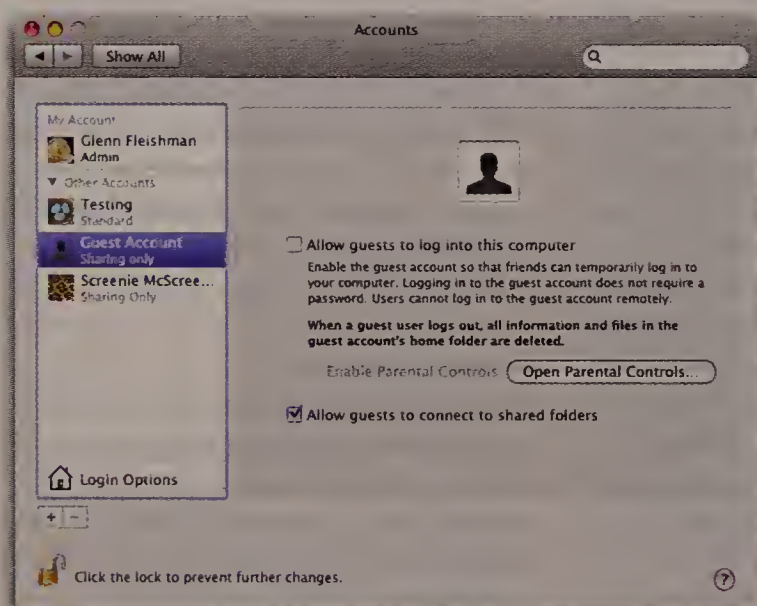 Accounts
Show All
My Account
Glenn Fleishman
Admin
Other Accounts
Testing
Standard
Guest Account
Sharing only
Screenie McScree...
Sharing Only
Login Options
+ -
Allow guests to log into this computer
Enable the guest account so that friends can temporarily log in to
your computer. Logging in to the guest account does not require a
password. Users cannot log in to the guest account remotely.
When a guest user logs out, all information and files in the
guest account's home folder are deleted.
Enable Parental Controls Open Parental Controls...
Allow guests to connect to shared folders
Click the lock to prevent further changes.
?